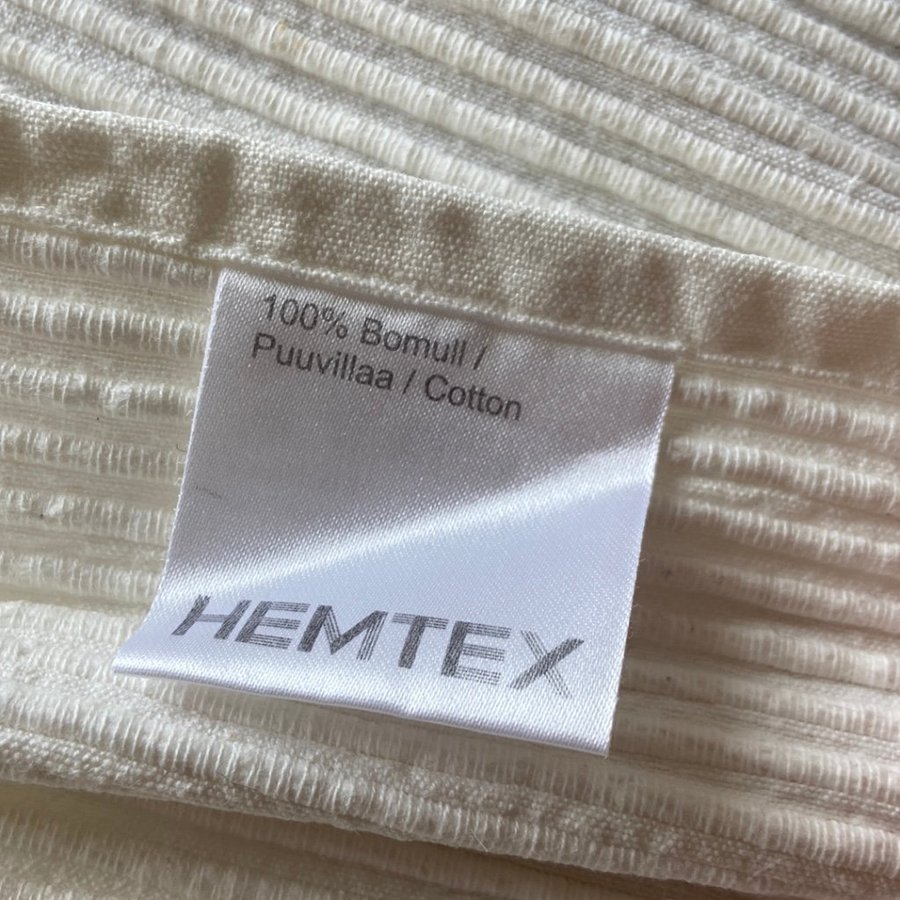 100% Bomull /
Puuvillaa / Cotton
HEMTEX